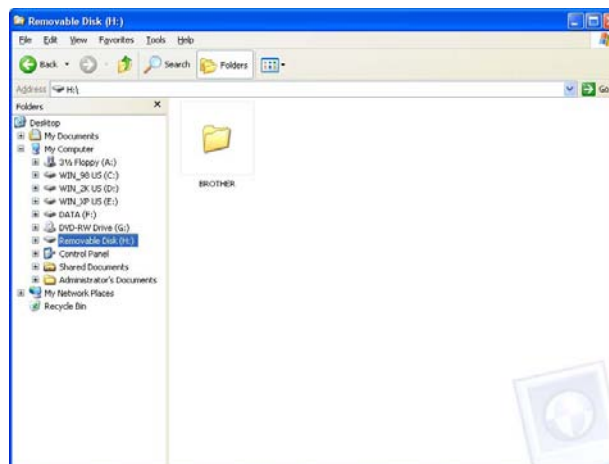 Removable Disk (H:)
File Edit View Favorites Tools Help
Back Search Folders
Address H:\ Go
Folders X
Desktop
My Documents
My Computer
3½ Floppy (A:)
WIN_98 US (C:)
WIN_2K US (D:)
WIN_XP US (E:)
DATA (F:)
DVD-RW Drive (G:)
Removable Disk (H:)
Control Panel
Shared Documents
Administrator's Documents
My Network Places
Recycle Bin
BROTHER